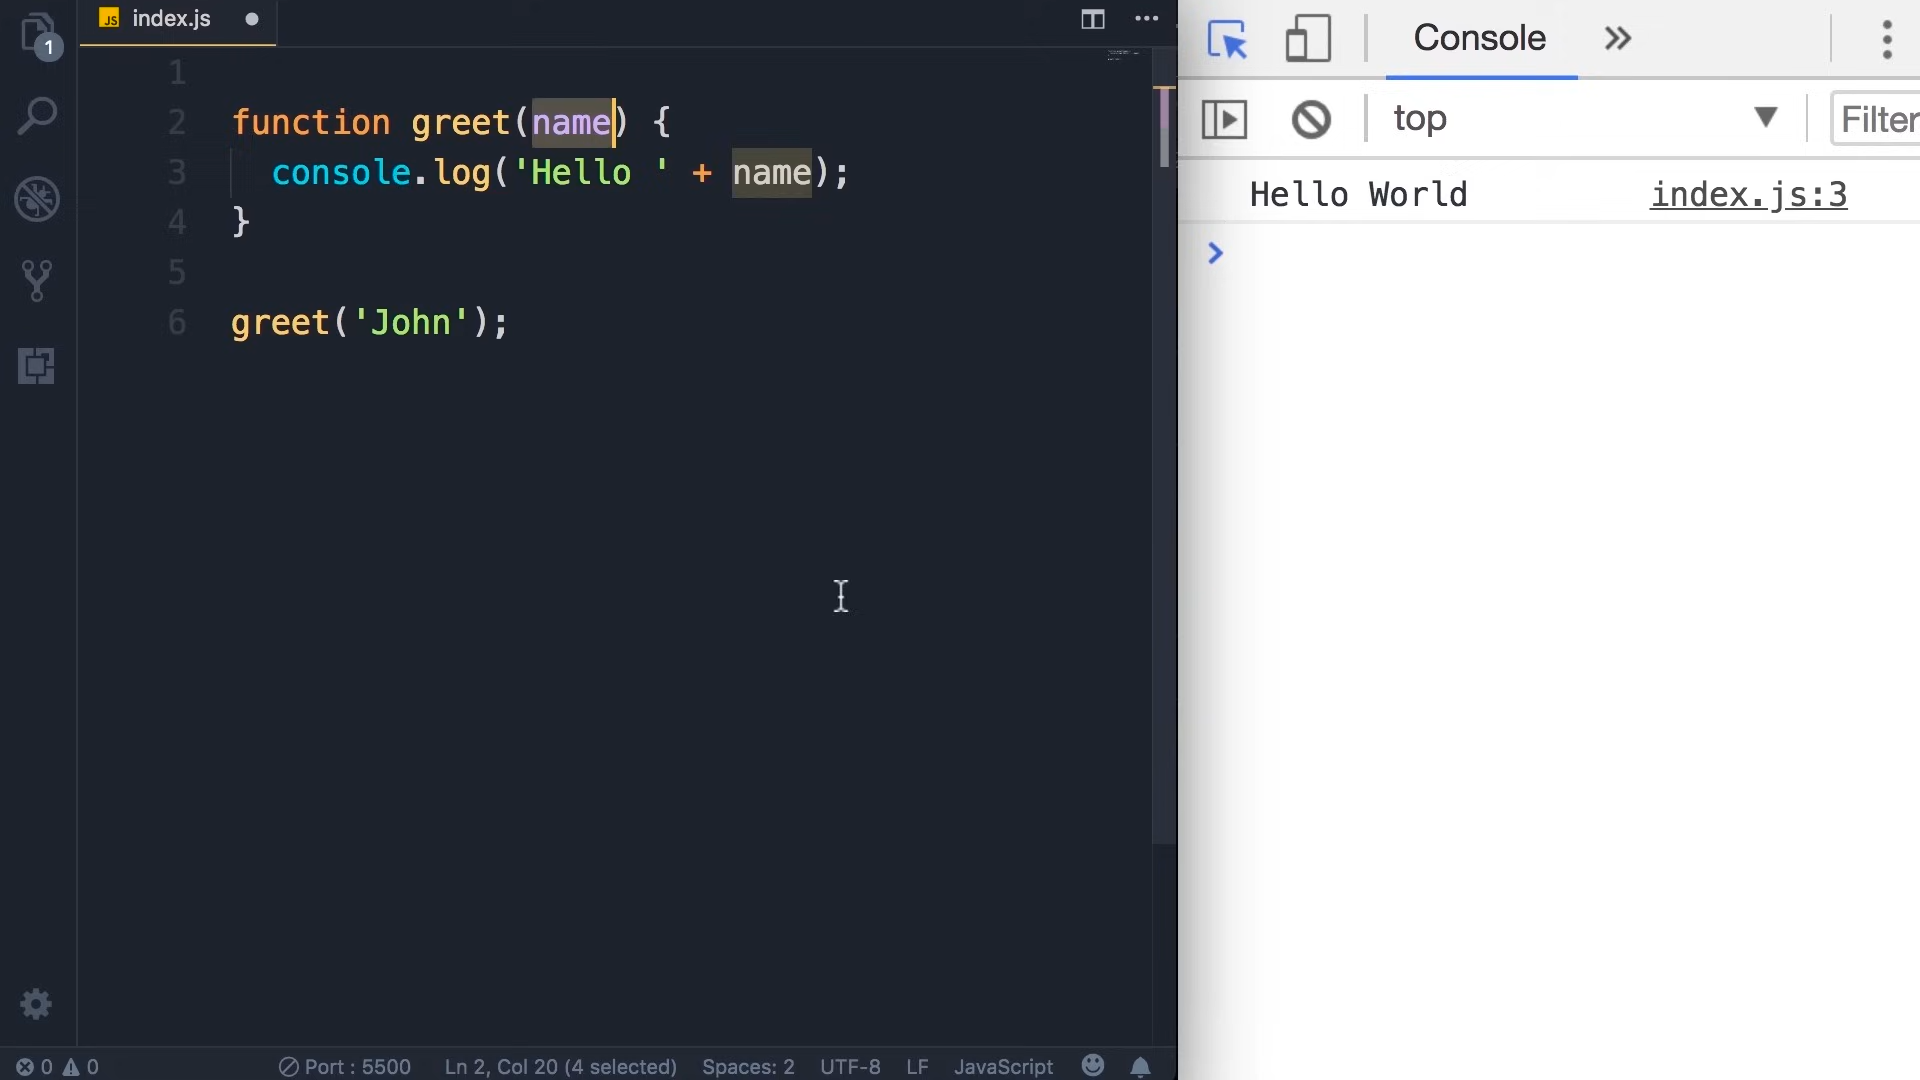 JS index.js
1
1
2 function greet(name) {
3 console.log('Hello ' + name);
4 }
5
6 greet('John');
0 0 Port : 5500 Ln 2, Col 20 (4 selected) Spaces: 2 UTF-8 LF JavaScript
Console
top Filter
Hello World index.js:3